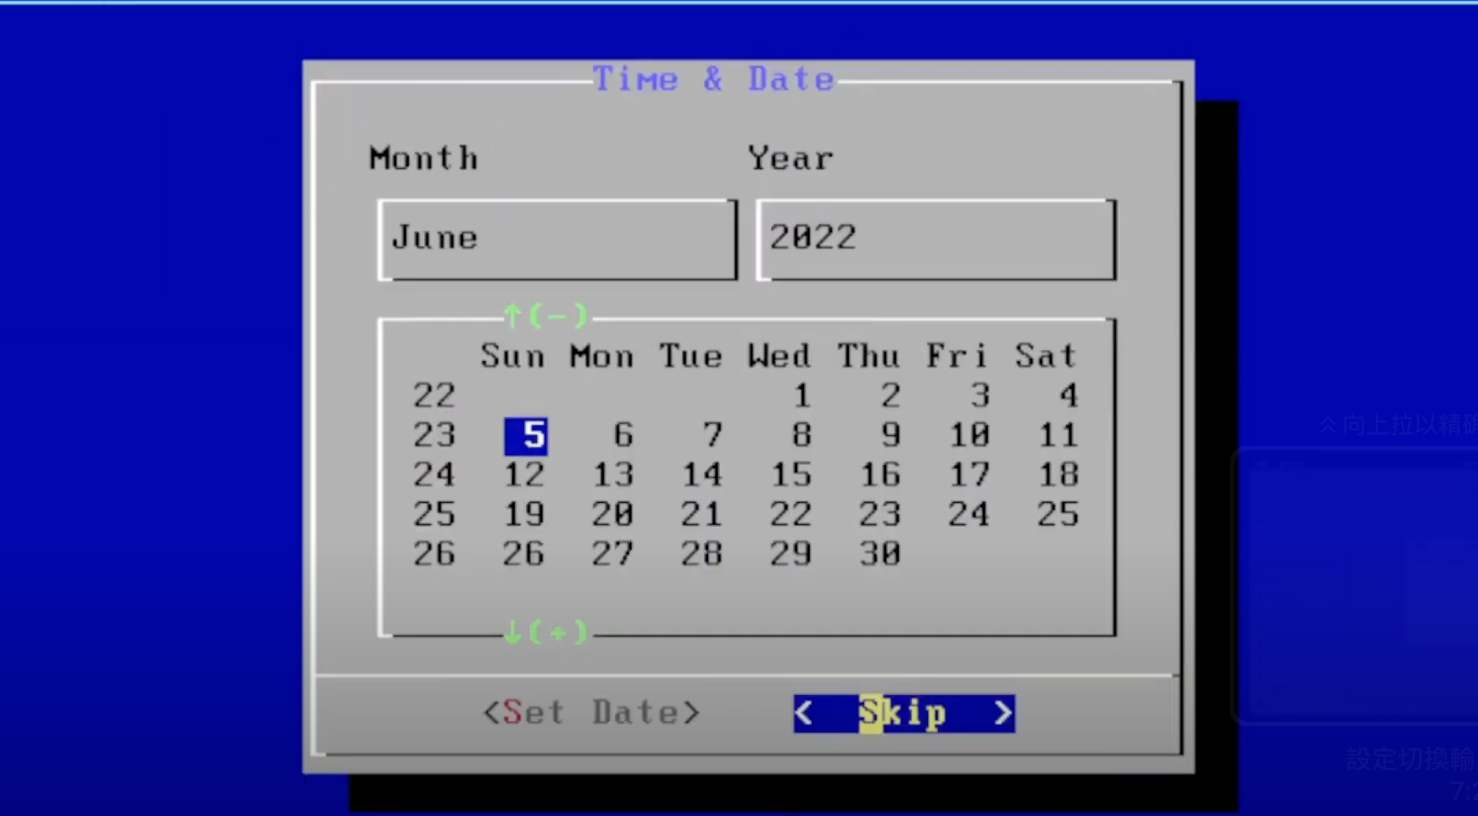 Time & Date
Month Year
June 2022
↑(-)
Sun Mon Tue Wed Thu Fri Sat
22 1 2 3 4
23 5 6 7 8 9 10 11
24 12 13 14 15 16 17 18
25 19 20 21 22 23 24 25
26 26 27 28 29 30
↓(+)
<Set Date> < Skip >
向上拉以精確
設定切換輸
7: